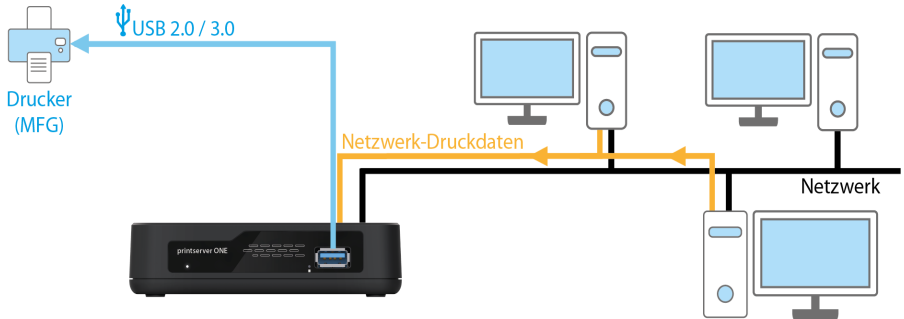 USB 2.0 / 3.0
Drucker
(MFG)
Netzwerk-Druckdaten
Netzwerk
printserver ONE